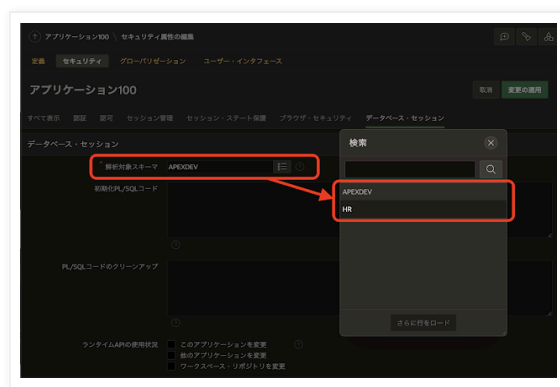 アプリケーション100 \ セキュリティ属性の編集
定義 セキュリティ グローバリゼーション ユーザー・インタフェース
アプリケーション100
取消 変更の適用
すべて表示 認証 認可 セッション管理 セッション・ステート保護 ブラウザ・セキュリティ データベース・セッション
データベース・セッション
* 解析対象スキーマ APEXDEV
初期化PL/SQLコード
PL/SQLコードのクリーンアップ
ランタイムAPIの使用状況
このアプリケーションを変更
他のアプリケーションを変更
ワークスペース・リポジトリを変更
検索
APEXDEV
HR
さらに行をロード